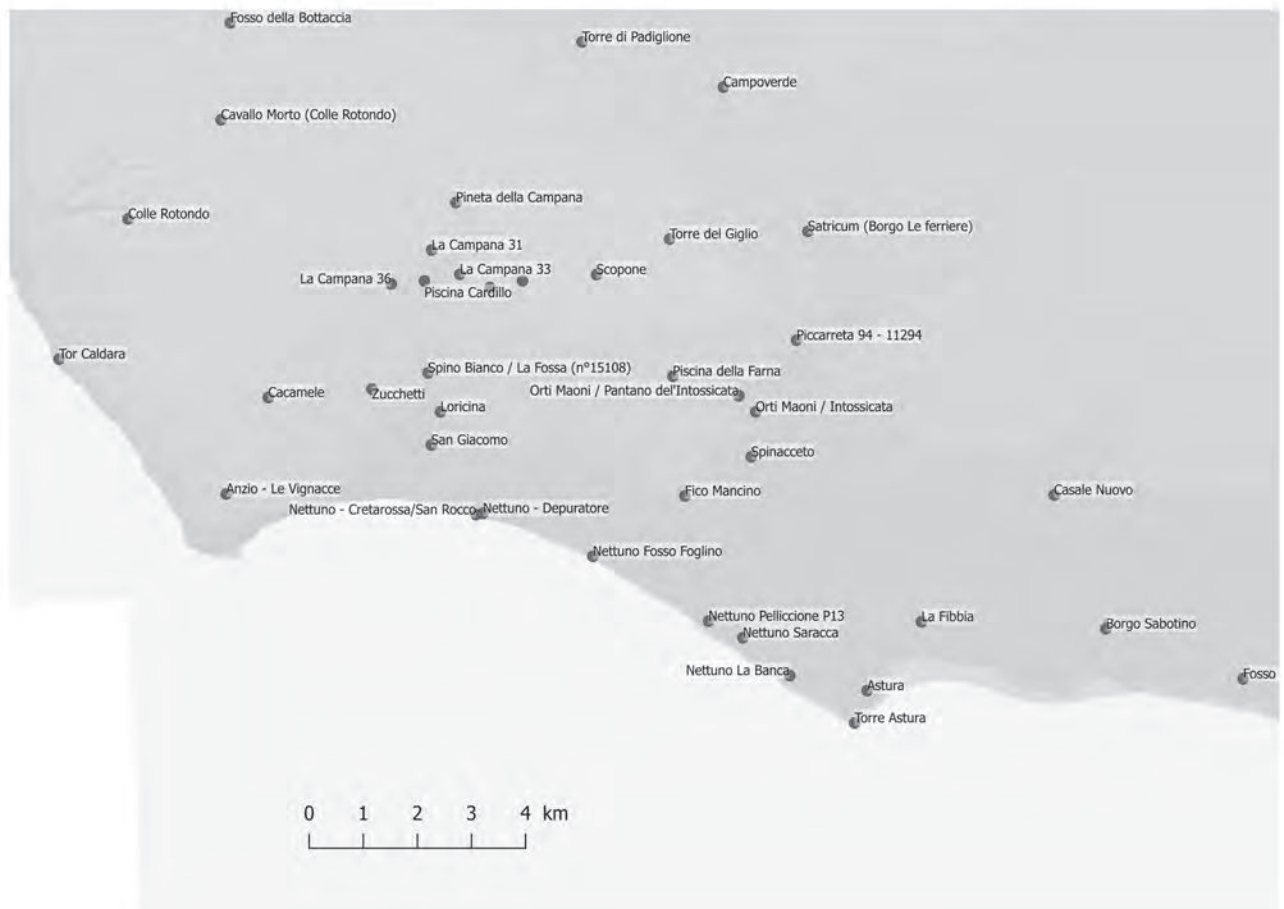 Fosso della Bottaccia
Torre di Padiglione
Campoverde
Cavallo Morto (Colle Rotondo)
Pineta della Campana
Colle Rotondo
Satricum (Borgo Le ferriere)
Torre del Giglio
La Campana 31
La Campana 33
Scopone
La Campana 36
Piscina Cardillo
Piccarreta 94 - 11294
Tor Caldara
Spino Bianco / La Fossa (n°15108)
Piscina della Farna
Orti Maoni / Pantano del'Intossicata
Cacamele
Zucchetti
Loricina
Orti Maoni / Intossicata
San Giacomo
Spinacceto
Anzio - Le Vignacce
Fico Mancino
Casale Nuovo
Nettuno - Cretarossa/San Rocco
Nettuno - Depuratore
Nettuno Fosso Foglino
Nettuno Pelliccione P13
La Fibbia
Borgo Sabotino
Nettuno Saracca
Nettuno La Banca
Fosso
Astura
Torre Astura
0 1 2 3 4 km